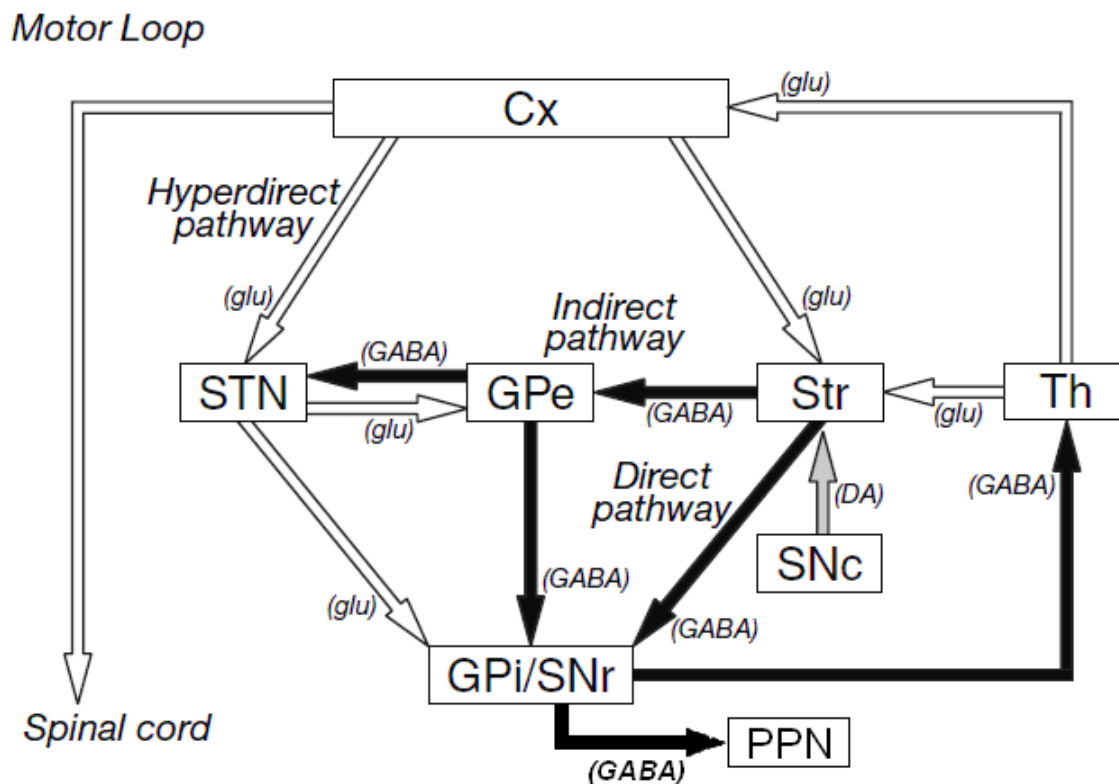 Motor Loop
Cx
(glu)
Hyperdirect
pathway
(glu)
(glu)
Indirect
pathway
(GABA)
STN
GPe
Str
Th
(glu)
(GABA)
(glu)
Direct
pathway
(DA)
(GABA)
SNc
(GABA)
(glu)
(GABA)
GPi/SNr
Spinal cord
PPN
(GABA)